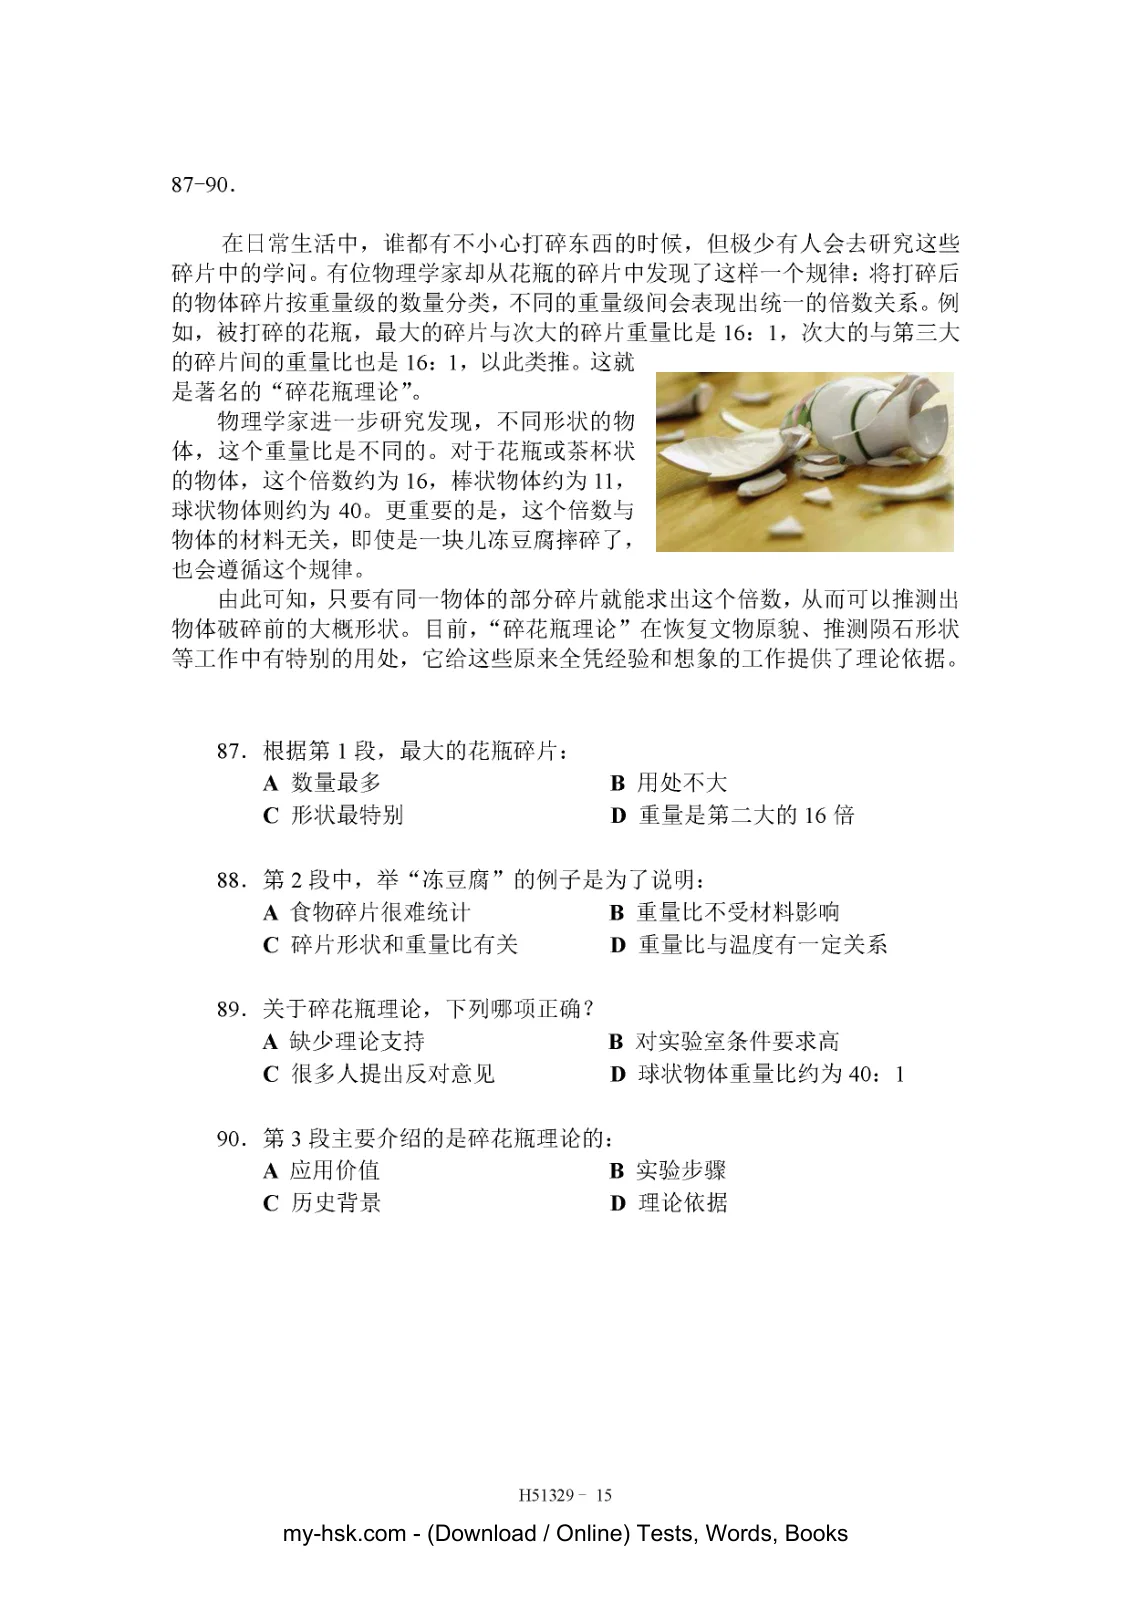 87-90．
在日常生活中，谁都有不小心打碎东西的时候，但极少有人会去研究这些
碎片中的学问。有位物理学家却从花瓶的碎片中发现了这样一个规律：将打碎后
的物体碎片按重量级的数量分类，不同的重量级间会表现出统一的倍数关系。例
如，被打碎的花瓶，最大的碎片与次大的碎片重量比是 16：1，次大的与第三大
的碎片间的重量比也是 16：1，以此类推。这就
是著名的“碎花瓶理论”。
物理学家进一步研究发现，不同形状的物
体，这个重量比是不同的。对于花瓶或茶杯状
的物体，这个倍数约为 16，棒状物体约为 11，
球状物体则约为 40。更重要的是，这个倍数与
物体的材料无关，即使是一块儿冻豆腐摔碎了，
也会遵循这个规律。
由此可知，只要有同一物体的部分碎片就能求出这个倍数，从而可以推测出
物体破碎前的大概形状。目前，“碎花瓶理论”在恢复文物原貌、推测陨石形状
等工作中有特别的用处，它给这些原来全凭经验和想象的工作提供了理论依据。
87．根据第 1 段，最大的花瓶碎片：
A 数量最多 B 用处不大
C 形状最特别 D 重量是第二大的 16 倍
88．第 2 段中，举“冻豆腐”的例子是为了说明：
A 食物碎片很难统计 B 重量比不受材料影响
C 碎片形状和重量比有关 D 重量比与温度有一定关系
89．关于碎花瓶理论，下列哪项正确？
A 缺少理论支持 B 对实验室条件要求高
C 很多人提出反对意见 D 球状物体重量比约为 40：1
90．第 3 段主要介绍的是碎花瓶理论的：
A 应用价值 B 实验步骤
C 历史背景 D 理论依据
H51329－ 15
my-hsk.com - (Download / Online) Tests, Words, Books